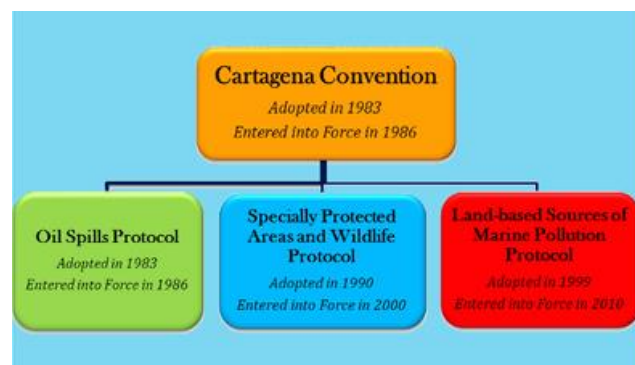 Cartagena Convention
Adopted in 1983
Entered into Force in 1986
Oil Spills Protocol
Adopted in 1983
Entered into Force in 1986
Specially Protected
Areas and Wildlife
Protocol
Adopted in 1990
Entered into Force in 2000
Land-based Sources of
Marine Pollution
Protocol
Adopted in 1999
Entered into Force in 2010